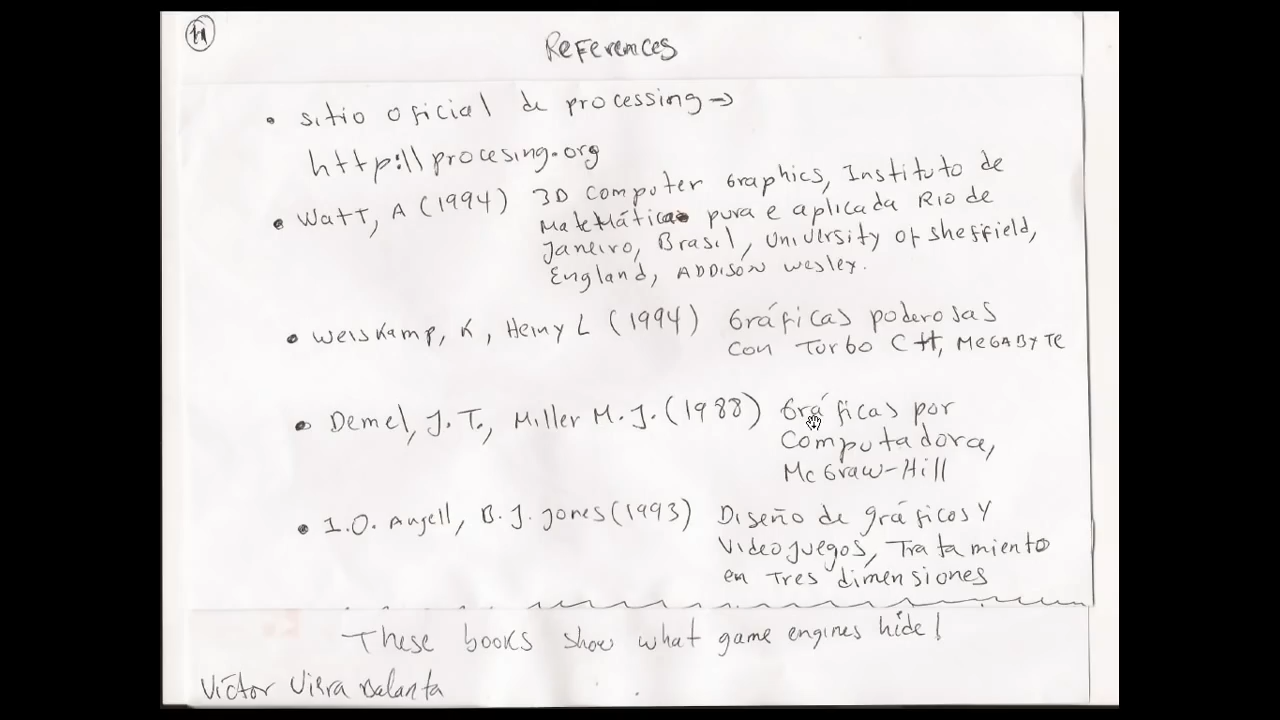 References
• sitio oficial de processing →
http:\\procesing.org
• Watt, A (1994) 3D Computer Graphics, Instituto de
Matemática pura e aplicada Rio de
Janeiro, Brasil, University of Sheffield,
England, ADDISON wesley.
• Weiskamp, K, Heiny L (1994) Gráficas poderosas
con Turbo C++, MEGABYTE
• Demel, J.T., Miller M.J. (1988) Gráficas por
Computadora,
McGraw-Hill
• I.O. Angell, B.J. Jones (1993) Diseño de gráficos Y
Videojuegos, Tratamiento
en Tres dimensiones
These books show what game engines hide!
Víctor Viera Balanta